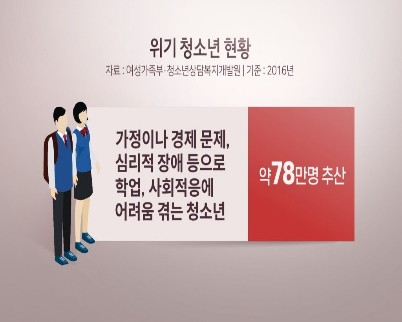 위기 청소년 현황
자료 : 여성가족부·청소년상담복지개발원 | 기준 : 2016년
가정이나 경제 문제,
심리적 장애 등으로
학업, 사회적응에
어려움 겪는 청소년
약 78만명 추산